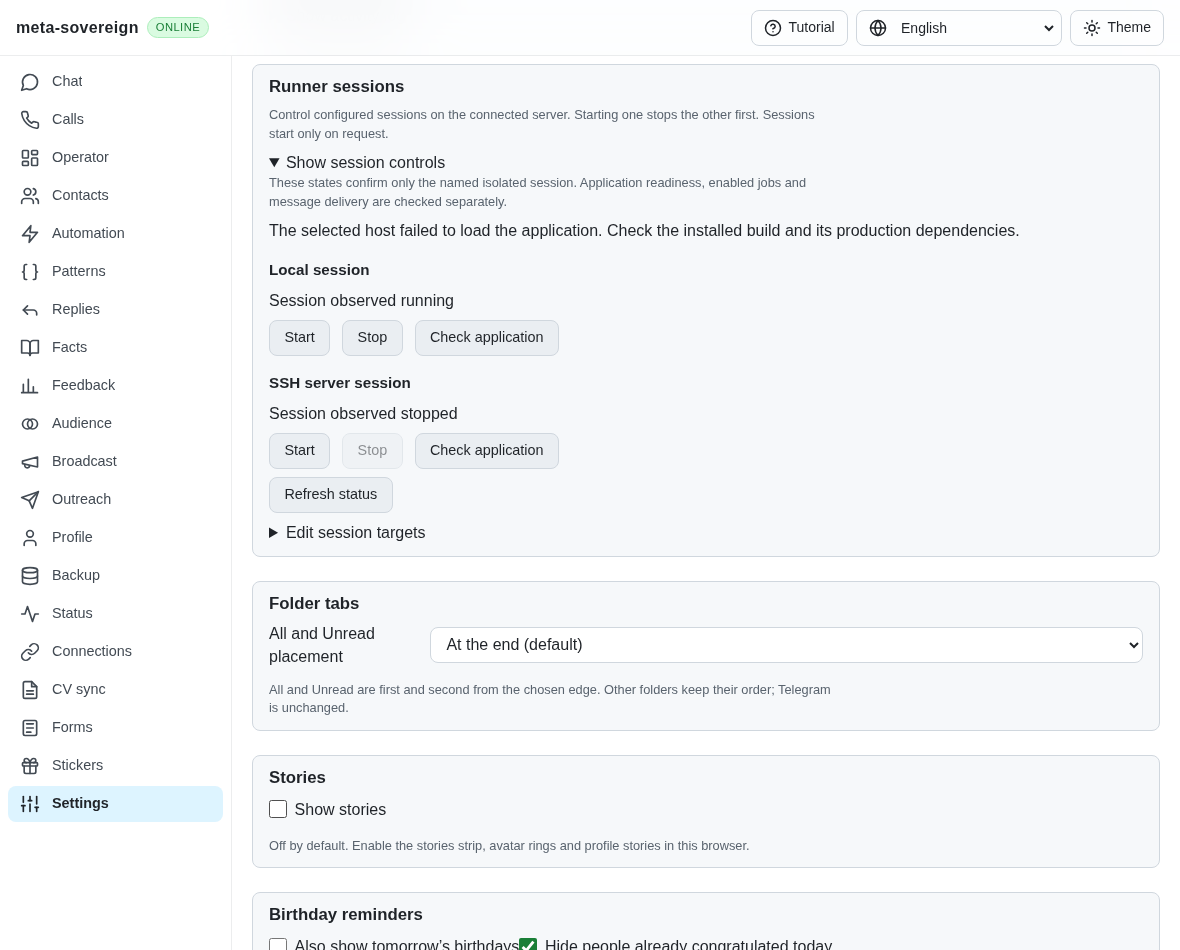 meta-sovereign
ONLINE
Tutorial
English
Theme
Chat
Calls
Operator
Contacts
Automation
Patterns
Replies
Facts
Feedback
Audience
Broadcast
Outreach
Profile
Backup
Status
Connections
CV sync
Forms
Stickers
Settings
Runner sessions
Control configured sessions on the connected server. Starting one stops the other first. Sessions
start only on request.
Show session controls
These states confirm only the named isolated session. Application readiness, enabled jobs and
message delivery are checked separately.
The selected host failed to load the application. Check the installed build and its production dependencies.
Local session
Session observed running
Start
Stop
Check application
SSH server session
Session observed stopped
Start
Stop
Check application
Refresh status
Edit session targets
Folder tabs
All and Unread
placement
At the end (default)
All and Unread are first and second from the chosen edge. Other folders keep their order; Telegram
is unchanged.
Stories
Show stories
Off by default. Enable the stories strip, avatar rings and profile stories in this browser.
Birthday reminders
Also show tomorrow’s birthdays
Hide people already congratulated today